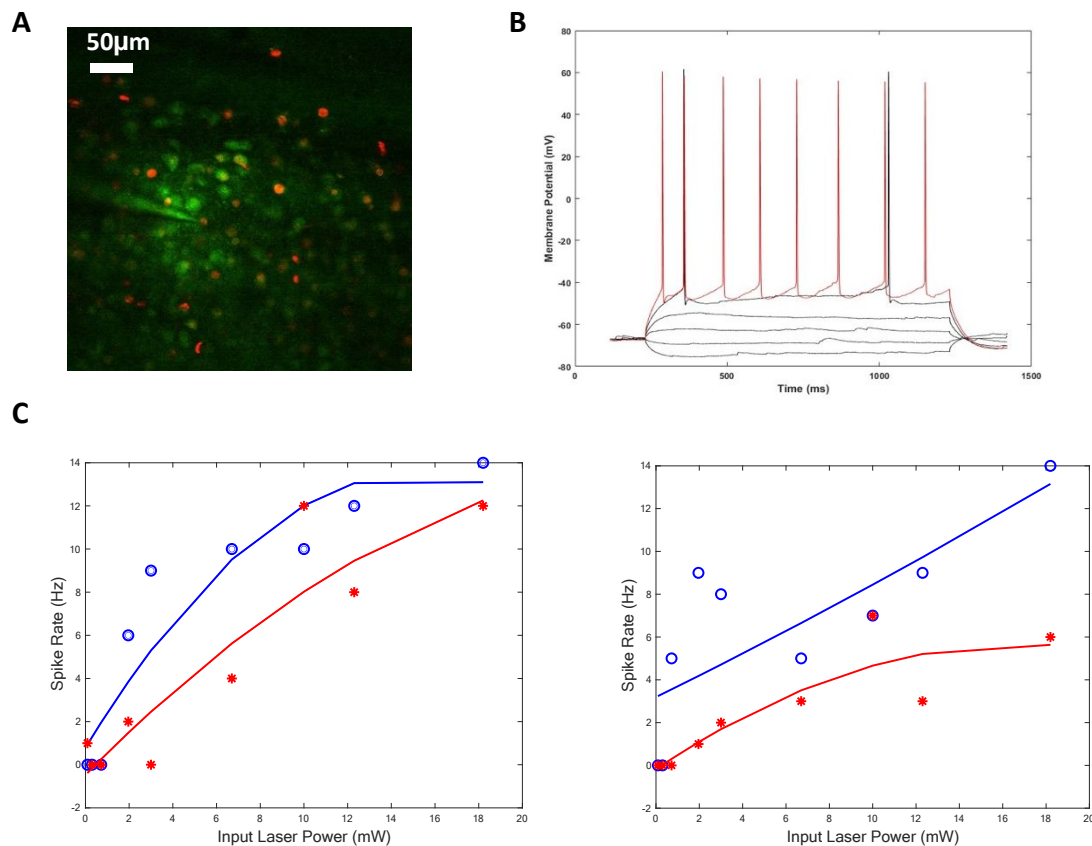 A
50µm
B
80
60
40
20
0
-20
-40
-60
-80
0
500
1000
1500
Membrane Potential (mV)
Time (ms)
C
14
12
10
8
6
4
2
0
-2
0 2 4 6 8 10 12 14 16 18 20
Spike Rate (Hz)
Input Laser Power (mW)
14
12
10
8
6
4
2
0
-2
0 2 4 6 8 10 12 14 16 18 20
Spike Rate (Hz)
Input Laser Power (mW)